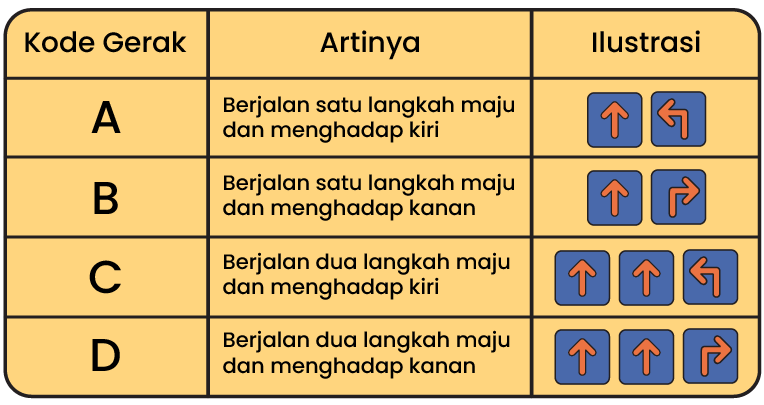 Kode Gerak
Artinya
Ilustrasi
A
Berjalan satu langkah maju
dan menghadap kiri
B
Berjalan satu langkah maju
dan menghadap kanan
C
Berjalan dua langkah maju
dan menghadap kiri
D
Berjalan dua langkah maju
dan menghadap kanan